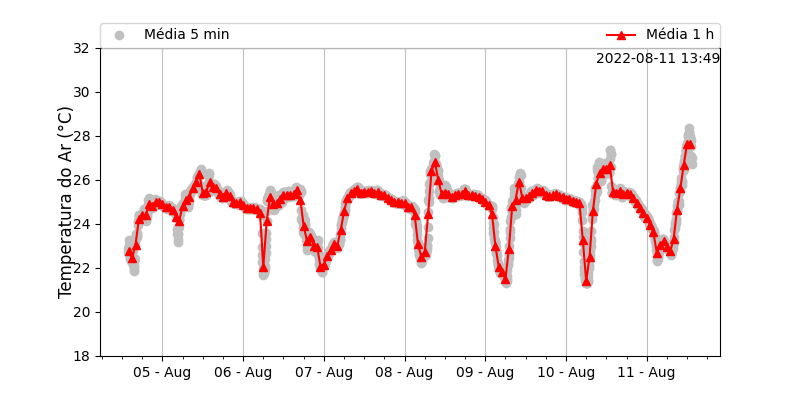 Média 5 min
Média 1 h
2022-08-11 13:49
Temperatura do Ar (°C)
32
30
28
26
24
22
20
18
05 - Aug
06 - Aug
07 - Aug
08 - Aug
09 - Aug
10 - Aug
11 - Aug